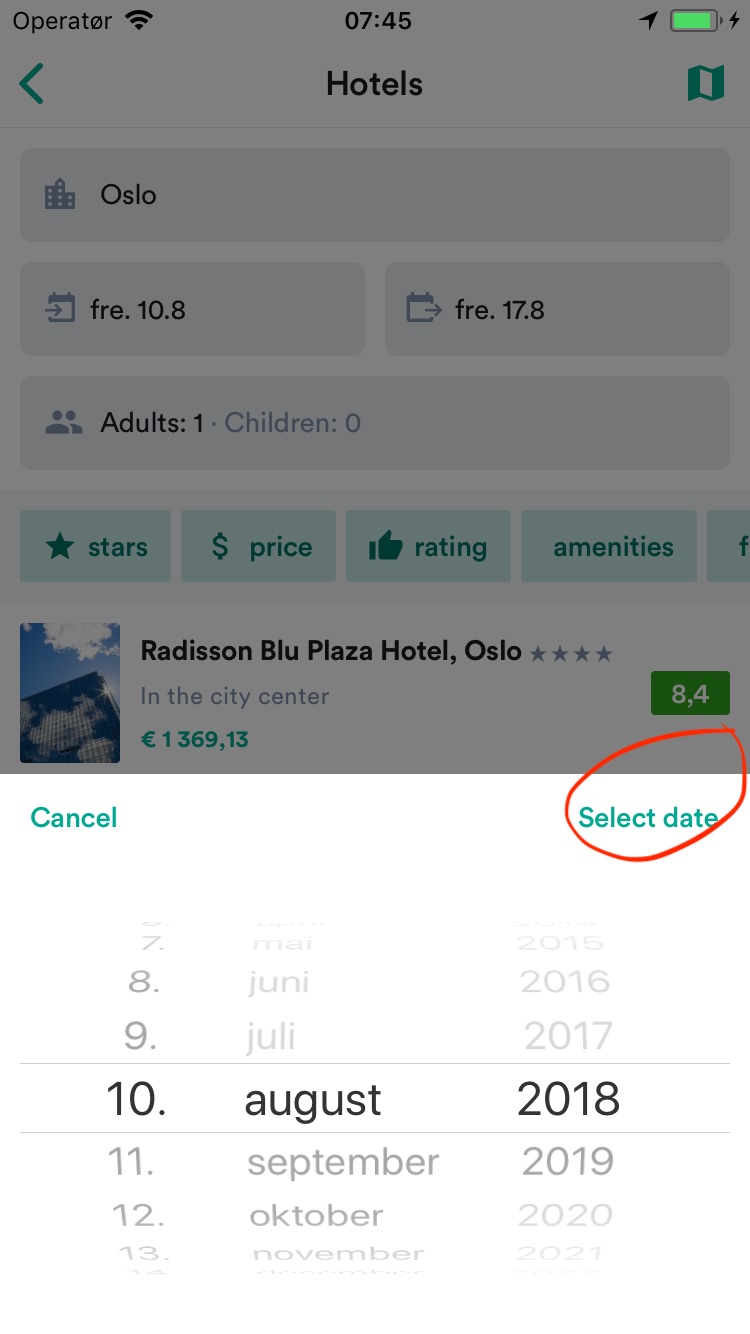 Operatør 07:45
Hotels
Oslo
fre. 10.8 fre. 17.8
Adults: 1 · Children: 0
stars $ price rating amenities f
Radisson Blu Plaza Hotel, Oslo ★★★★
In the city center
8,4
€ 1 369,13
Cancel Select date
7. mai 2015
8. juni 2016
9. juli 2017
10. august 2018
11. september 2019
12. oktober 2020
13. november 2021